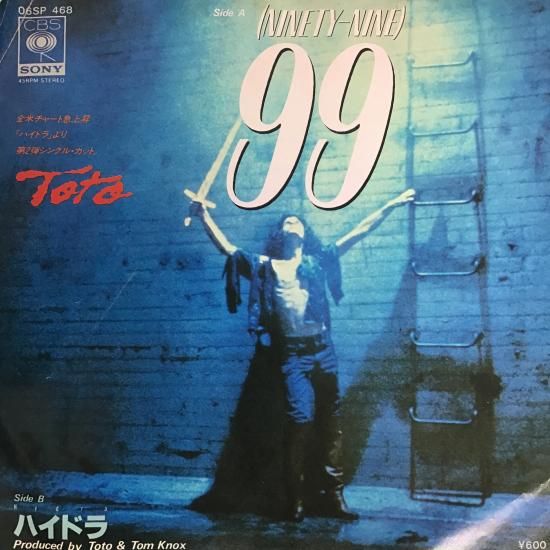 06SP 468
Side A
(NINETY-NINE)
99
CBS
SONY
45RPM STEREO
全米チャート急上昇
「ハイドラ」より
第2弾シングル・カット
Toto
Side B
Hydra
ハイドラ
Produced by Toto & Tom Knox
¥600